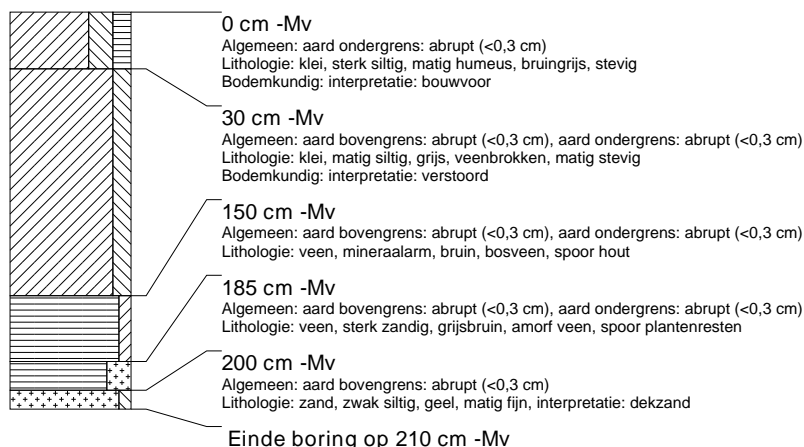 0 cm -Mv
Algemeen: aard ondergrens: abrupt (<0,3 cm)
Lithologie: klei, sterk siltig, matig humeus, bruingrijs, stevig
Bodemkundig: interpretatie: bouwvoor
30 cm -Mv
Algemeen: aard bovengrens: abrupt (<0,3 cm), aard ondergrens: abrupt (<0,3 cm)
Lithologie: klei, matig siltig, grijs, veenbrokken, matig stevig
Bodemkundig: interpretatie: verstoord
150 cm -Mv
Algemeen: aard bovengrens: abrupt (<0,3 cm), aard ondergrens: abrupt (<0,3 cm)
Lithologie: veen, mineraalarm, bruin, bosveen, spoor hout
185 cm -Mv
Algemeen: aard bovengrens: abrupt (<0,3 cm), aard ondergrens: abrupt (<0,3 cm)
Lithologie: veen, sterk zandig, grijsbruin, amorf veen, spoor plantenresten
200 cm -Mv
Algemeen: aard bovengrens: abrupt (<0,3 cm)
Lithologie: zand, zwak siltig, geel, matig fijn, interpretatie: dekzand
Einde boring op 210 cm -Mv